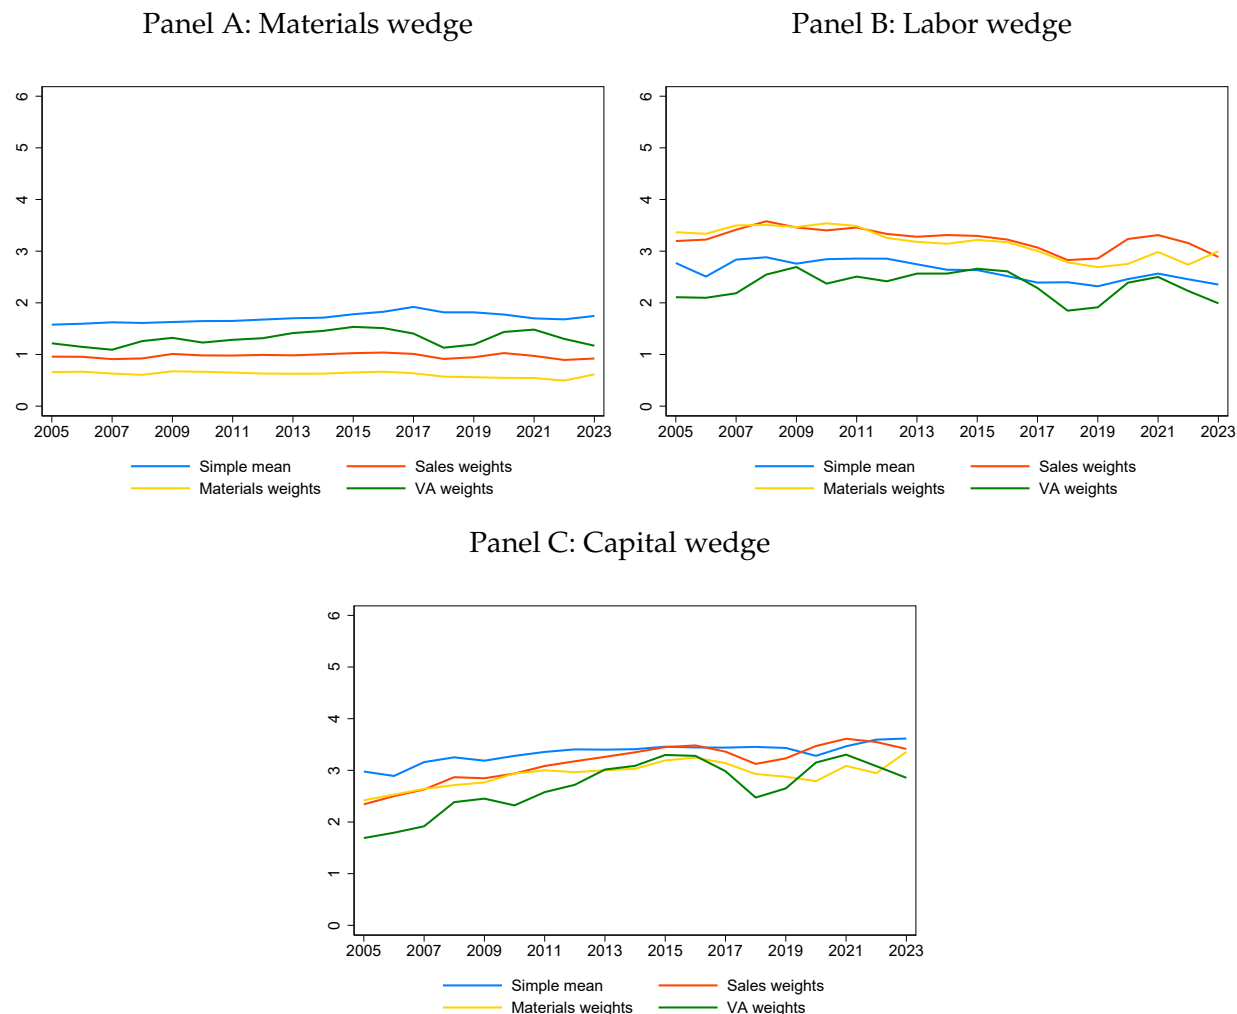 Panel A: Materials wedge
6
5
4
3
2
1
0
2005 2007 2009 2011 2013 2015 2017 2019 2021 2023
Simple mean Sales weights
Materials weights VA weights
Panel B: Labor wedge
6
5
4
3
2
1
0
2005 2007 2009 2011 2013 2015 2017 2019 2021 2023
Simple mean Sales weights
Materials weights VA weights
Panel C: Capital wedge
6
5
4
3
2
1
0
2005 2007 2009 2011 2013 2015 2017 2019 2021 2023
Simple mean Sales weights
Materials weights VA weights